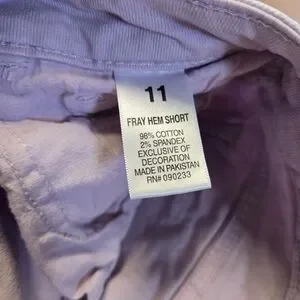 11
FRAY HEM SHORT
98% COTTON
2% SPANDEX
EXCLUSIVE OF
DECORATION
MADE IN PAKISTAN
RN# 090233